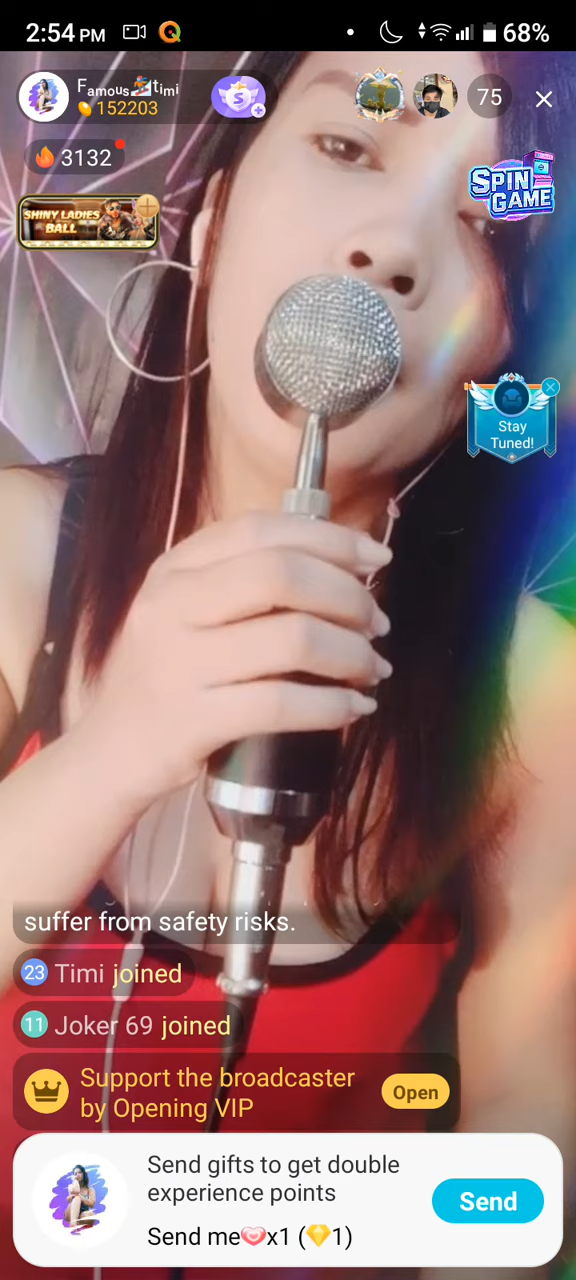 2:54 PM
68%
Famous timi
152203
S
75
3132
SPIN
GAME
SHINY LADIES
BALL
Stay
Tuned!
suffer from safety risks.
23 Timi joined
11 Joker 69 joined
Support the broadcaster
by Opening VIP
Open
Send gifts to get double
experience points
Send me x1 ( 1)
Send